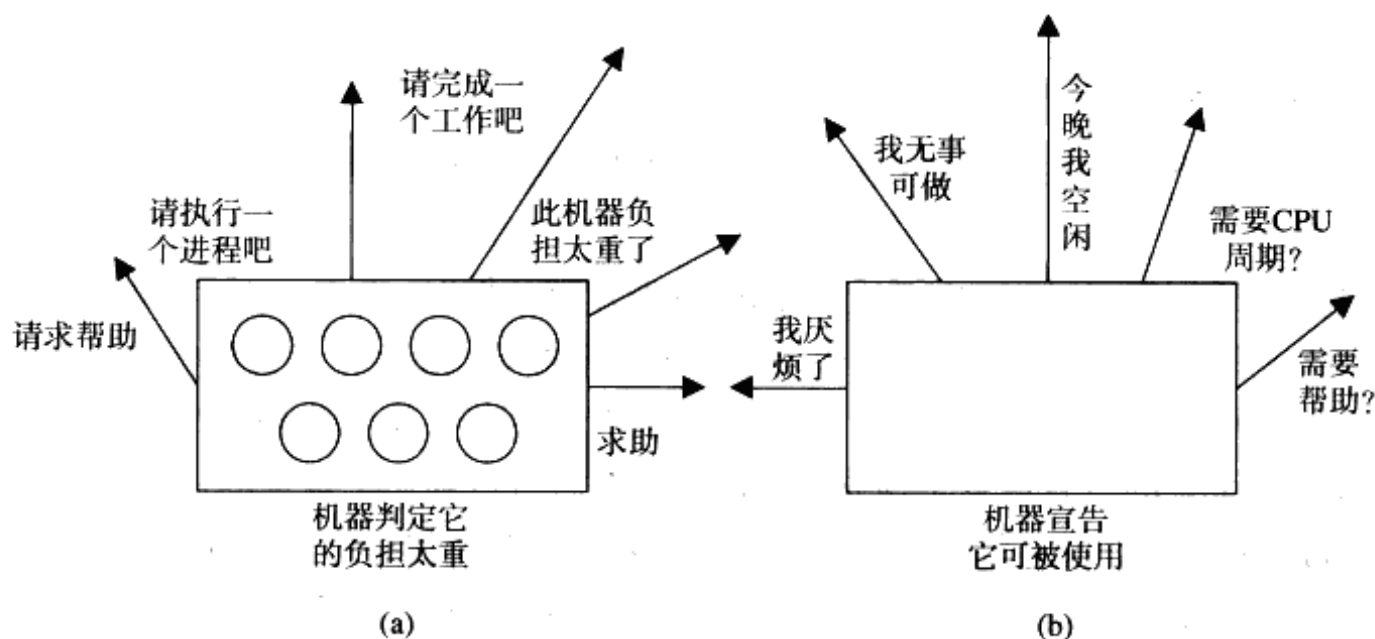 请完成一
个工作吧
请执行一
个进程吧
此机器负
担太重了
请求帮助
求助
机器判定它
的负担太重
(a)
我无事
可做
今晚我空闲
需要CPU
周期?
我厌
烦了
需要
帮助?
机器宣告
它可被使用
(b)